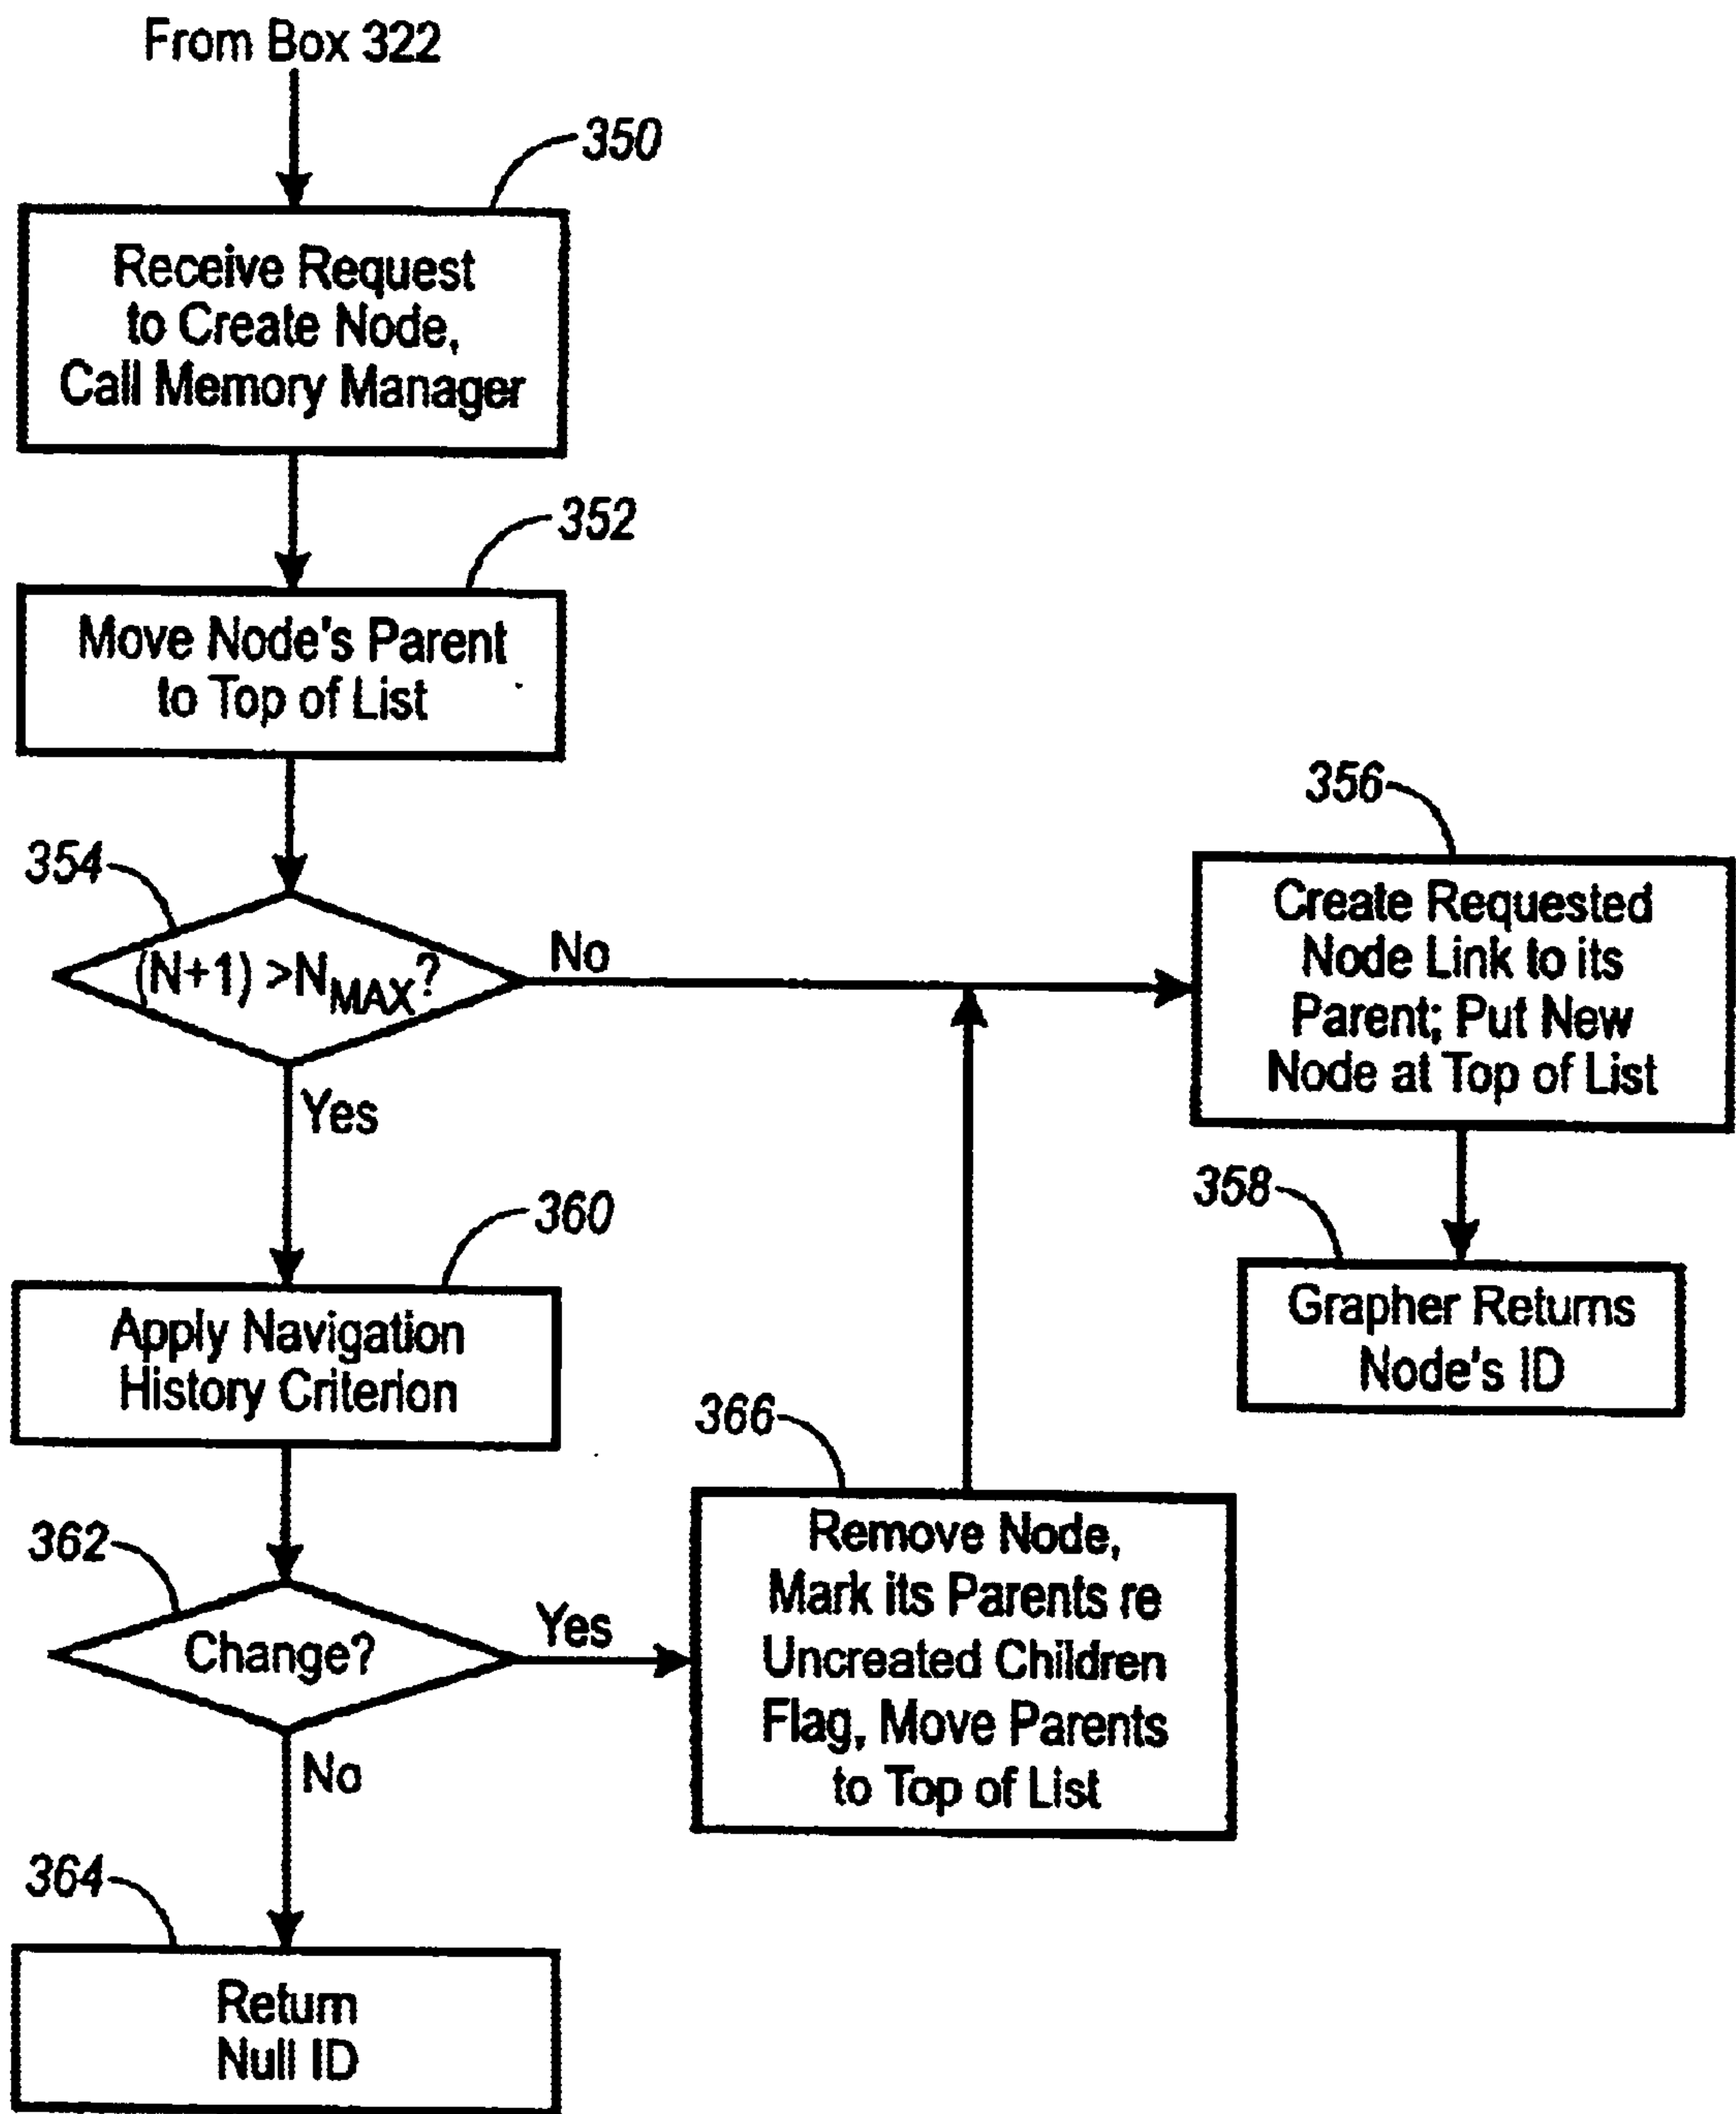 From Box 322
350
Receive Request
to Create Node,
Call Memory Manager
352
Move Node's Parent
to Top of List
354
(N+1) >NMAX?
No
Yes
356
Create Requested
Node Link to its
Parent; Put New
Node at Top of List
358
Grapher Returns
Node's ID
360
Apply Navigation
History Criterion
362
Change?
Yes
No
366
Remove Node,
Mark its Parents re
Uncreated Children
Flag, Move Parents
to Top of List
364
Return
Null ID